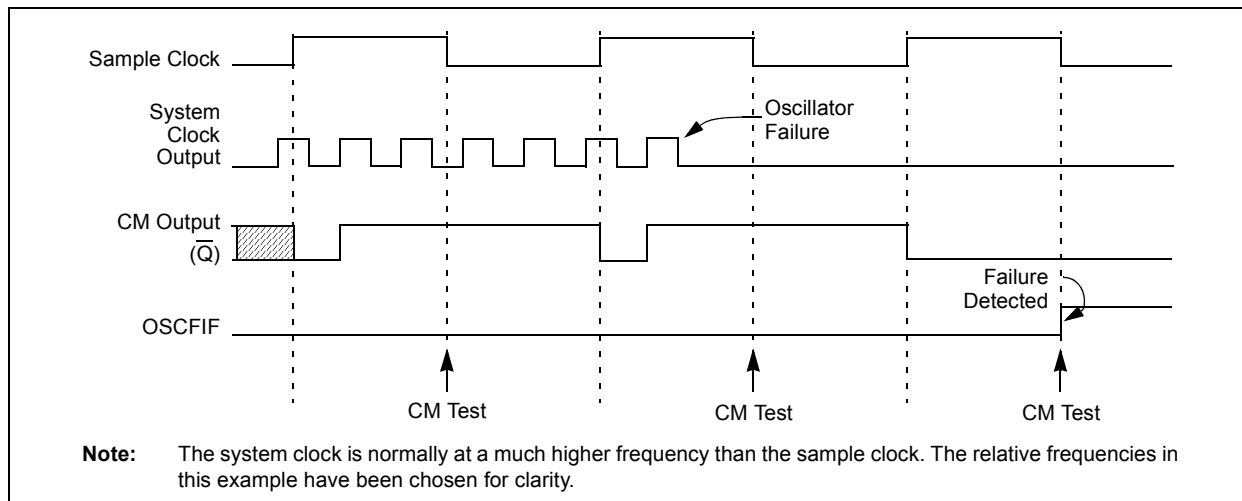 Sample Clock
System
Clock
Output
Oscillator
Failure
CM Output
(Q̅)
Failure
Detected
OSCFIF
CM Test
CM Test
CM Test
Note: The system clock is normally at a much higher frequency than the sample clock. The relative frequencies in
this example have been chosen for clarity.